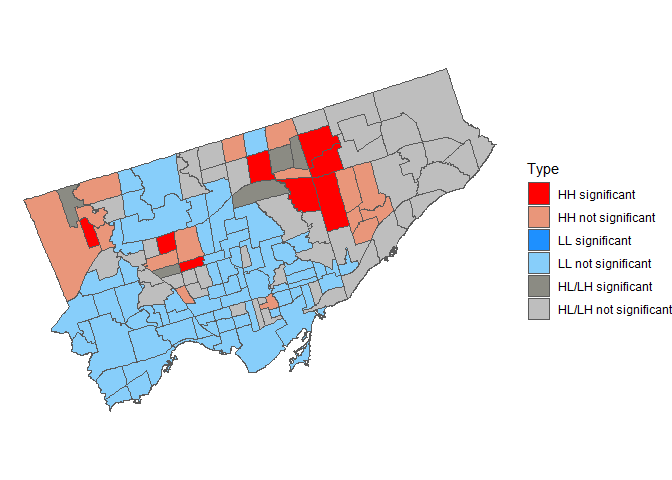 Type
HH significant
HH not significant
LL significant
LL not significant
HL/LH significant
HL/LH not significant